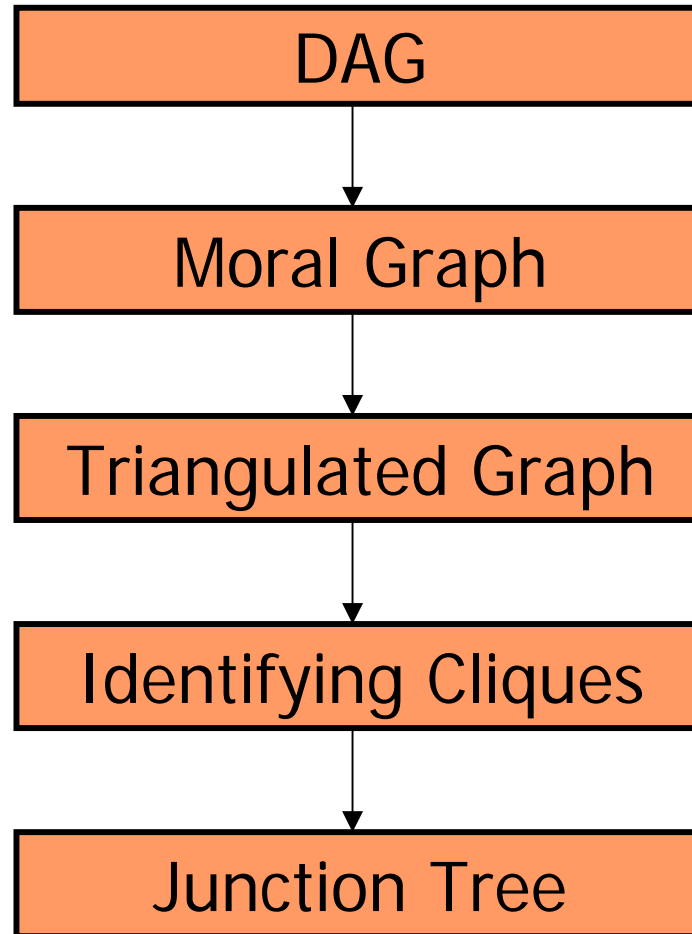 DAG
Moral Graph
Triangulated Graph
Identifying Cliques
Junction Tree